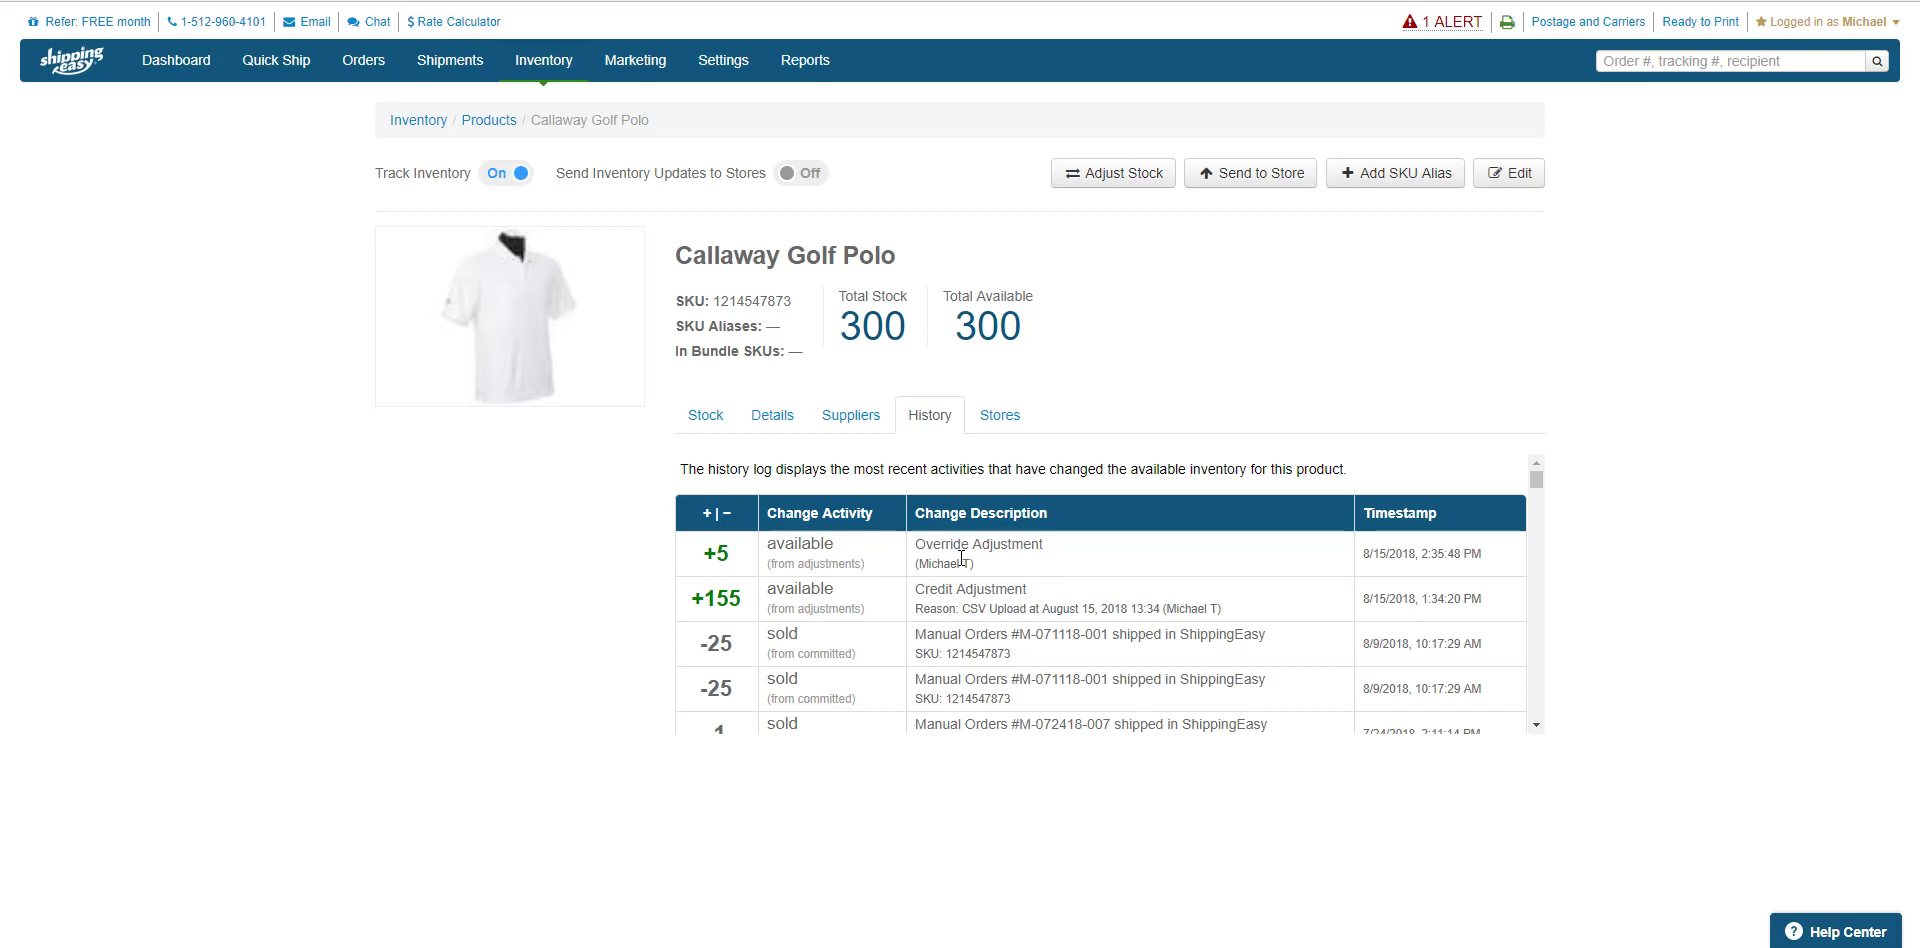 Refer: FREE month 1-512-960-4101 Email Chat $ Rate Calculator 1 ALERT Postage and Carriers Ready to Print Logged in as Michael
shipping easy Dashboard Quick Ship Orders Shipments Inventory Marketing Settings Reports Order #, tracking #, recipient
Inventory / Products / Callaway Golf Polo
Track Inventory On Send Inventory Updates to Stores Off Adjust Stock Send to Store + Add SKU Alias Edit
Callaway Golf Polo
SKU: 1214547873 Total Stock Total Available
SKU Aliases: — 300 300
In Bundle SKUs: —
Stock Details Suppliers History Stores
The history log displays the most recent activities that have changed the available inventory for this product.
+ | − Change Activity Change Description Timestamp
+5 available Override Adjustment 8/15/2018, 2:35:48 PM
(from adjustments) (Michael T)
+155 available Credit Adjustment 8/15/2018, 1:34:20 PM
(from adjustments) Reason: CSV Upload at August 15, 2018 13:34 (Michael T)
-25 sold Manual Orders #M-071118-001 shipped in ShippingEasy 8/9/2018, 10:17:29 AM
(from committed) SKU: 1214547873
-25 sold Manual Orders #M-071118-001 shipped in ShippingEasy 8/9/2018, 10:17:29 AM
(from committed) SKU: 1214547873
sold Manual Orders #M-072418-007 shipped in ShippingEasy 7/24/2018, 2:11:14 PM
? Help Center